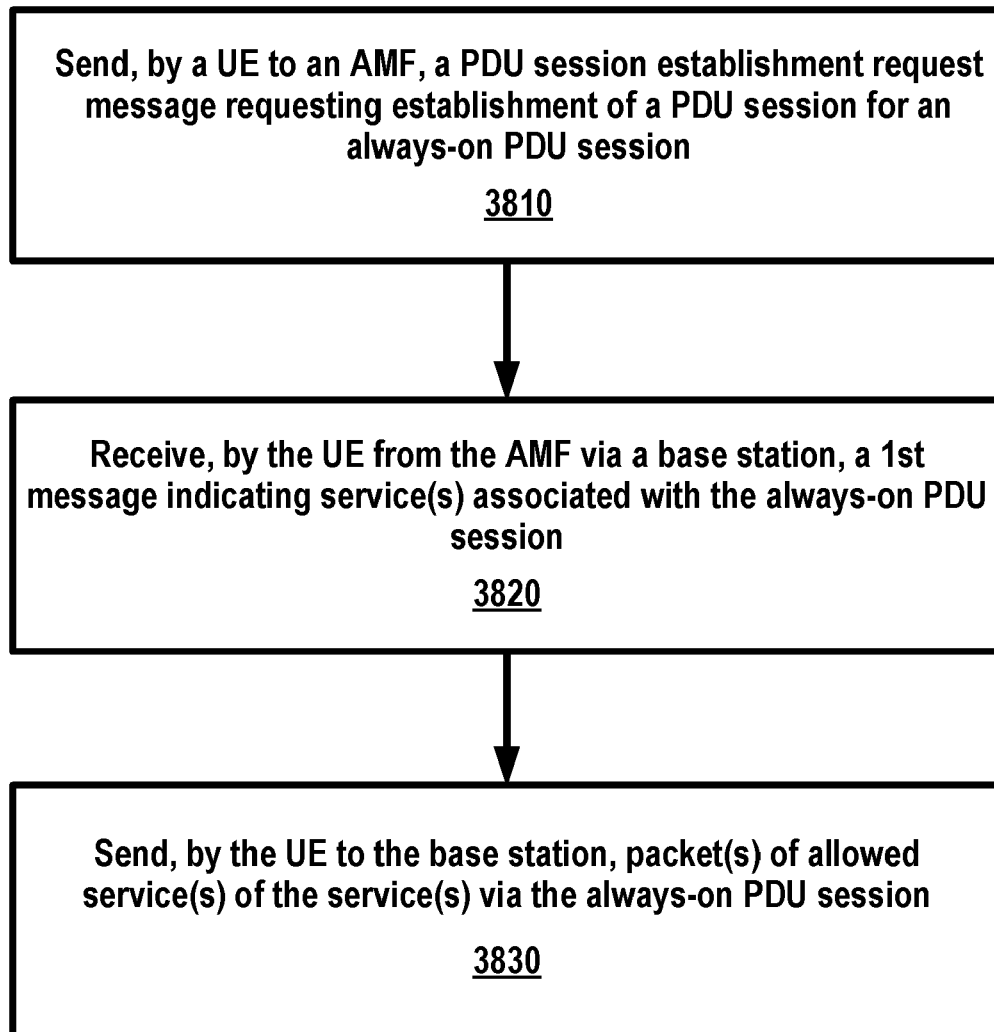 Send, by a UE to an AMF, a PDU session establishment request
message requesting establishment of a PDU session for an
always-on PDU session
3810
Receive, by the UE from the AMF via a base station, a 1st
message indicating service(s) associated with the always-on PDU
session
3820
Send, by the UE to the base station, packet(s) of allowed
service(s) of the service(s) via the always-on PDU session
3830